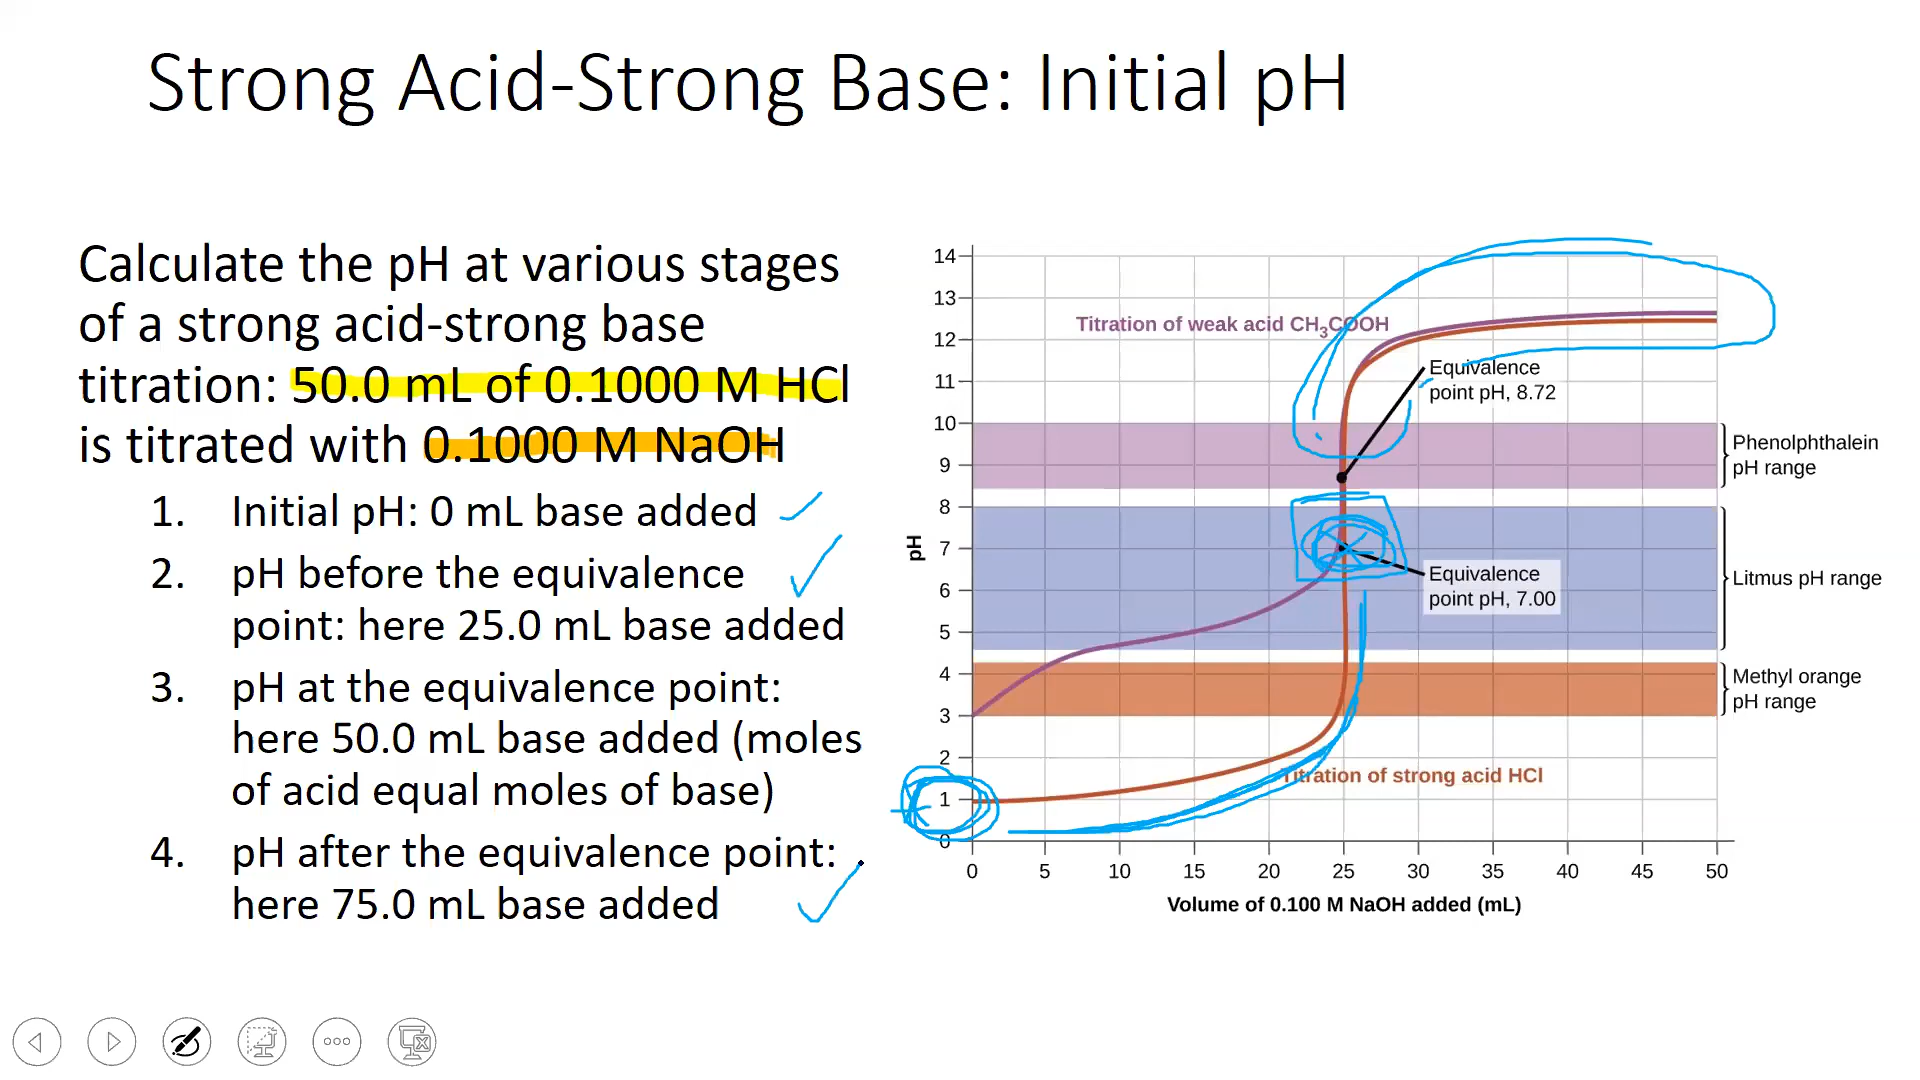 Strong Acid-Strong Base: Initial pH
Calculate the pH at various stages
of a strong acid-strong base
titration: 50.0 mL of 0.1000 M HCl
is titrated with 0.1000 M NaOH
1. Initial pH: 0 mL base added
2. pH before the equivalence
point: here 25.0 mL base added
3. pH at the equivalence point:
here 50.0 mL base added (moles
of acid equal moles of base)
4. pH after the equivalence point:
here 75.0 mL base added
14
13
12
11
10
9
8
7
6
5
4
3
2
1
0
pH
Titration of weak acid CH₃COOH
Equivalence
point pH, 8.72
Equivalence
point pH, 7.00
Titration of strong acid HCl
Phenolphthalein
pH range
Litmus pH range
Methyl orange
pH range
0 5 10 15 20 25 30 35 40 45 50
Volume of 0.100 M NaOH added (mL)